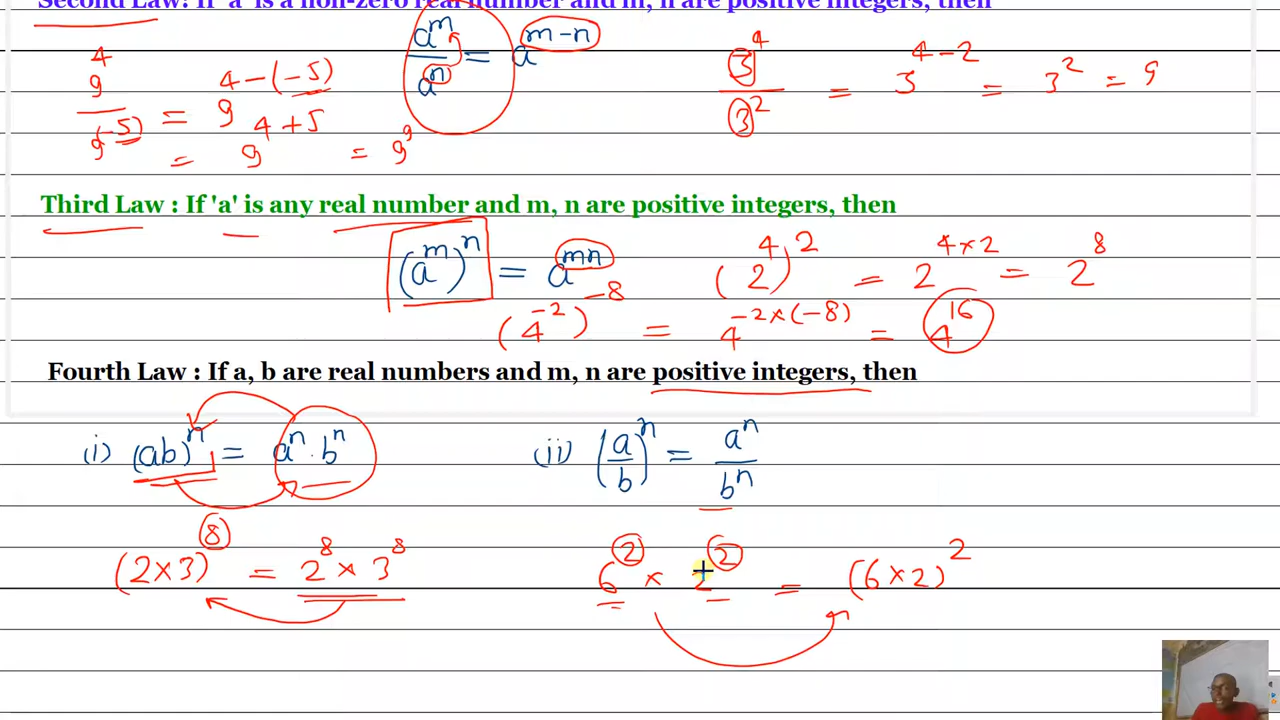 Second Law: If 'a' is a non-zero real number and m, n are positive integers, then
a^m / a^n = a^(m-n)
9^4 / 9^(-5) = 9^(4-(-5))
= 9^(4+5) = 9^9
3^4 / 3^2 = 3^(4-2) = 3^2 = 9
Third Law : If 'a' is any real number and m, n are positive integers, then
(a^m)^n = a^(mn)
(2^4)^2 = 2^(4×2) = 2^8
(4^-2)^-8 = 4^(-2×(-8)) = 4^16
Fourth Law : If a, b are real numbers and m, n are positive integers, then
(i) (ab)^n = a^n · b^n
(ii) (a/b)^n = a^n / b^n
(2×3)^8 = 2^8 × 3^8
6^2 × 2^2 = (6×2)^2